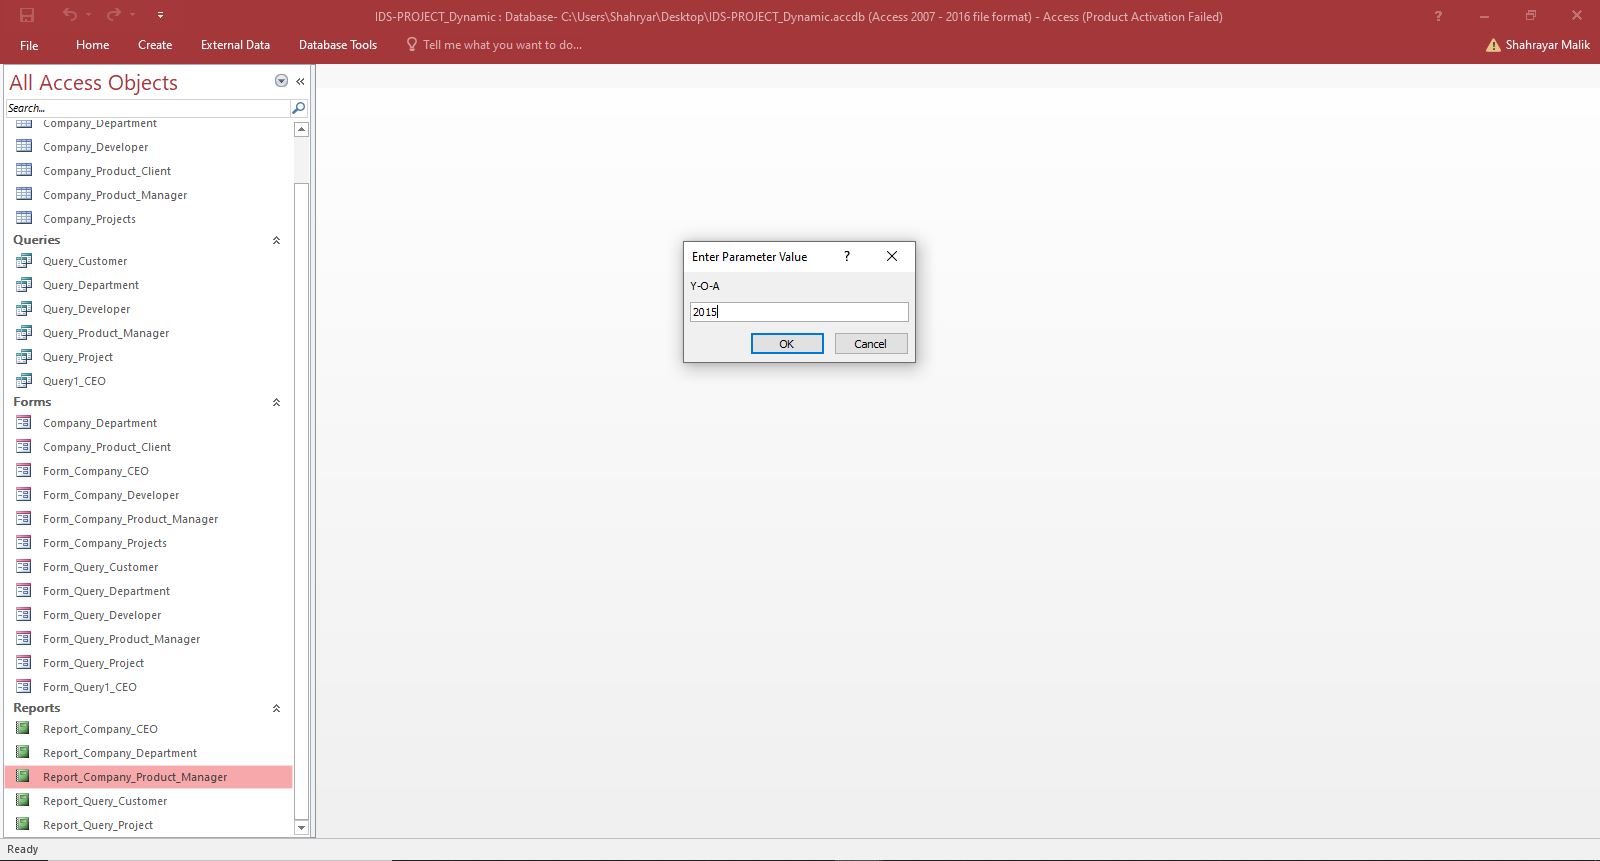 IDS-PROJECT_Dynamic : Database- C:\Users\Shahryar\Desktop\IDS-PROJECT_Dynamic.accdb (Access 2007 - 2016 file format) - Access (Product Activation Failed)
?
File Home Create External Data Database Tools Tell me what you want to do... Shahrayar Malik
All Access Objects
Search...
Company_Department
Company_Developer
Company_Product_Client
Company_Product_Manager
Company_Projects
Queries
Query_Customer
Query_Department
Query_Developer
Query_Product_Manager
Query_Project
Query1_CEO
Forms
Company_Department
Company_Product_Client
Form_Company_CEO
Form_Company_Developer
Form_Company_Product_Manager
Form_Company_Projects
Form_Query_Customer
Form_Query_Department
Form_Query_Developer
Form_Query_Product_Manager
Form_Query_Project
Form_Query1_CEO
Reports
Report_Company_CEO
Report_Company_Department
Report_Company_Product_Manager
Report_Query_Customer
Report_Query_Project
Enter Parameter Value ?
Y-O-A
2015
OK Cancel
Ready